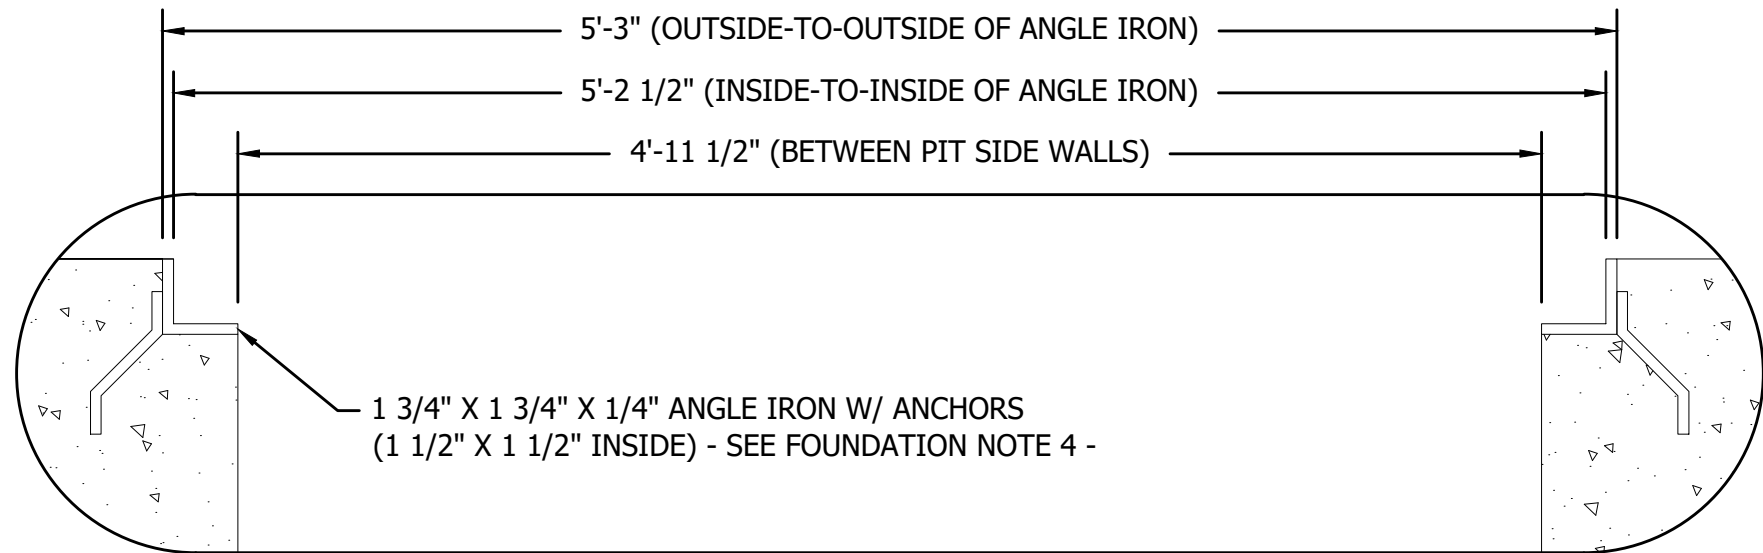 5'-3" (OUTSIDE-TO-OUTSIDE OF ANGLE IRON)
5'-2 1/2" (INSIDE-TO-INSIDE OF ANGLE IRON)
4'-11 1/2" (BETWEEN PIT SIDE WALLS)
1 3/4" X 1 3/4" X 1/4" ANGLE IRON W/ ANCHORS
(1 1/2" X 1 1/2" INSIDE) - SEE FOUNDATION NOTE 4 -